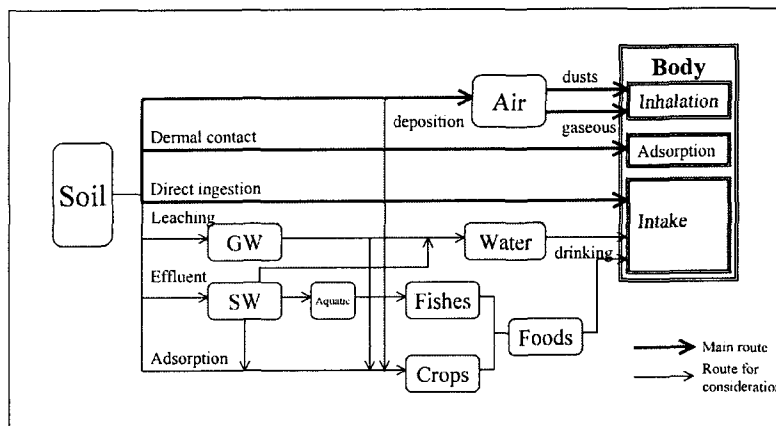 Body
dusts
Air
Inhalation
deposition
gaseous
Dermal contact
Adsorption
Soil
Direct ingestion
Intake
Leaching
GW
Water
drinking
Effluent
SW
Aquatic
Fishes
Foods
Adsorption
Crops
Main route
Route for
consideration